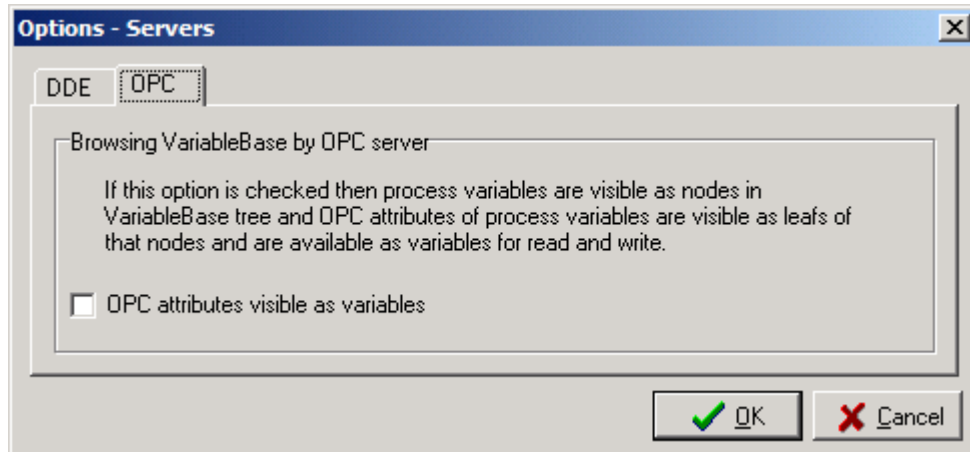 Options - Servers
DDE
OPC
Browsing VariableBase by OPC server
If this option is checked then process variables are visible as nodes in
VariableBase tree and OPC attributes of process variables are visible as leafs of
that nodes and are available as variables for read and write.
OPC attributes visible as variables
OK
Cancel